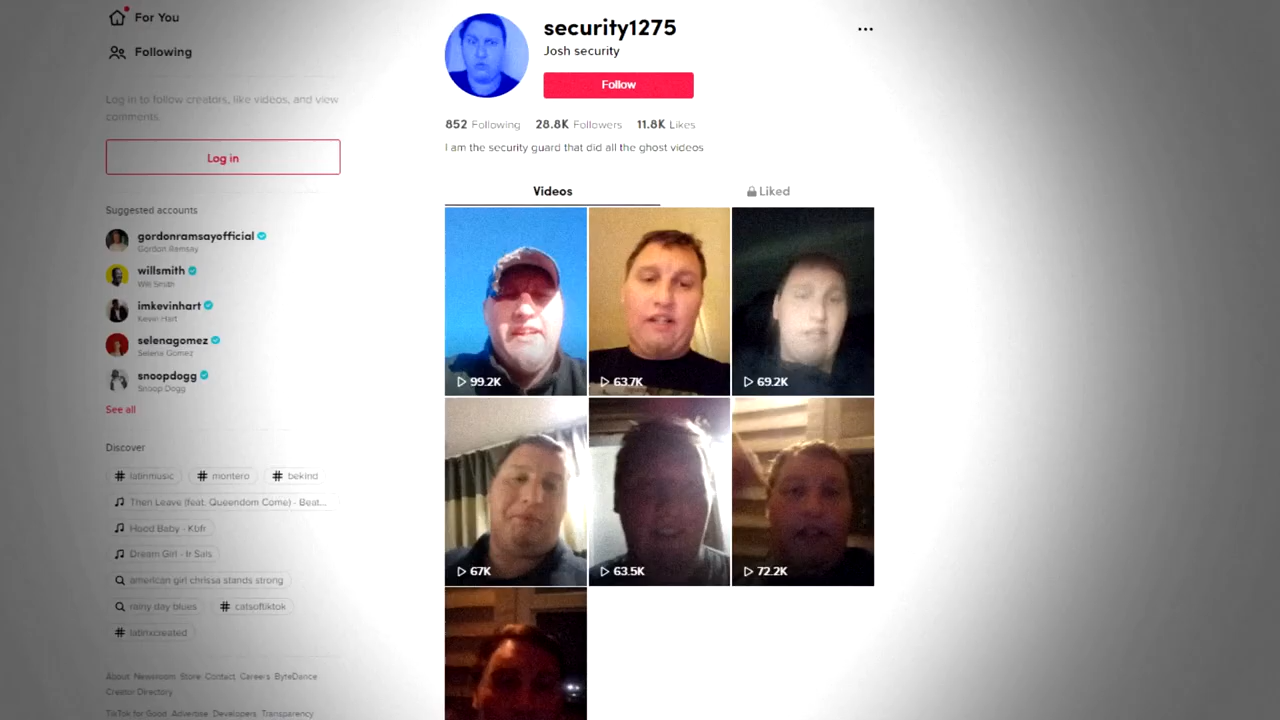 For You
Following
Log in to follow creators, like videos, and view
comments.
Log in
Suggested accounts
gordonramsayofficial
Gordon Ramsay
willsmith
Will Smith
imkevinhart
Kevin Hart
selenagomez
Selena Gomez
snoopdogg
Snoop Dogg
See all
Discover
# latinmusic # montero # bekind
Then Leave (feat. Queendom Come) - Beat...
Hood Baby - Kbfr
Dream Girl - Ir Sais
american girl chrissa stands strong
rainy day blues # catsoftiktok
# latinxcreated
About Newsroom Store Contact Careers ByteDance
Creator Directory
TikTok for Good Advertise Developers Transparency
security1275
Josh security
Follow
852 Following 28.8K Followers 11.8K Likes
I am the security guard that did all the ghost videos
Videos Liked
99.2K 63.7K 69.2K
67K 63.5K 72.2K